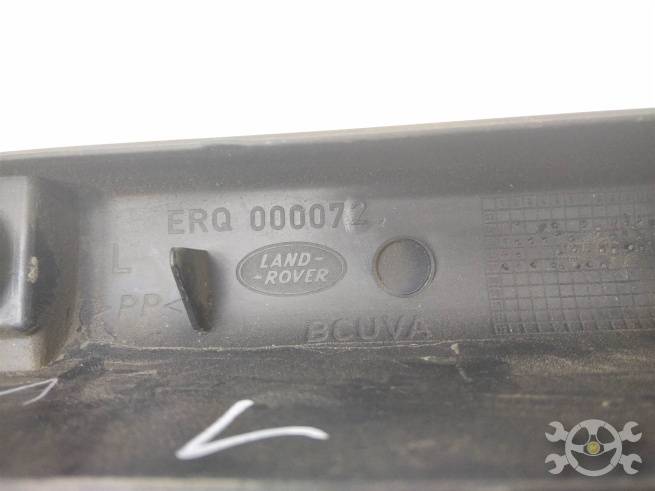 ERQ 000072
L
LAND-
-ROVER
>PP<
BCUVA